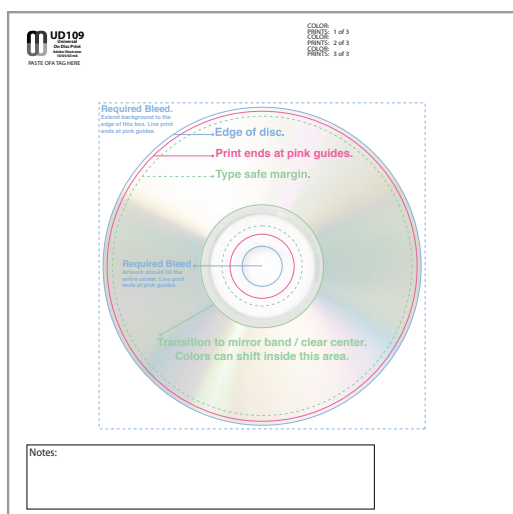 UD109
Universal
On Disc Print
Adobe Illustrator
PASTE OFA TAG HERE
COLOR:
PRINTS: 1 of 3
COLOR:
PRINTS: 2 of 3
COLOR:
PRINTS: 3 of 3
Required Bleed.
Extend background to the
edge of this box. Live print
ends at pink guides.
Edge of disc.
Print ends at pink guides.
Type safe margin.
Required Bleed
Artwork should fill the
entire center. Live print
ends at pink guides.
Transition to mirror band / clear center.
Colors can shift inside this area.
Notes: